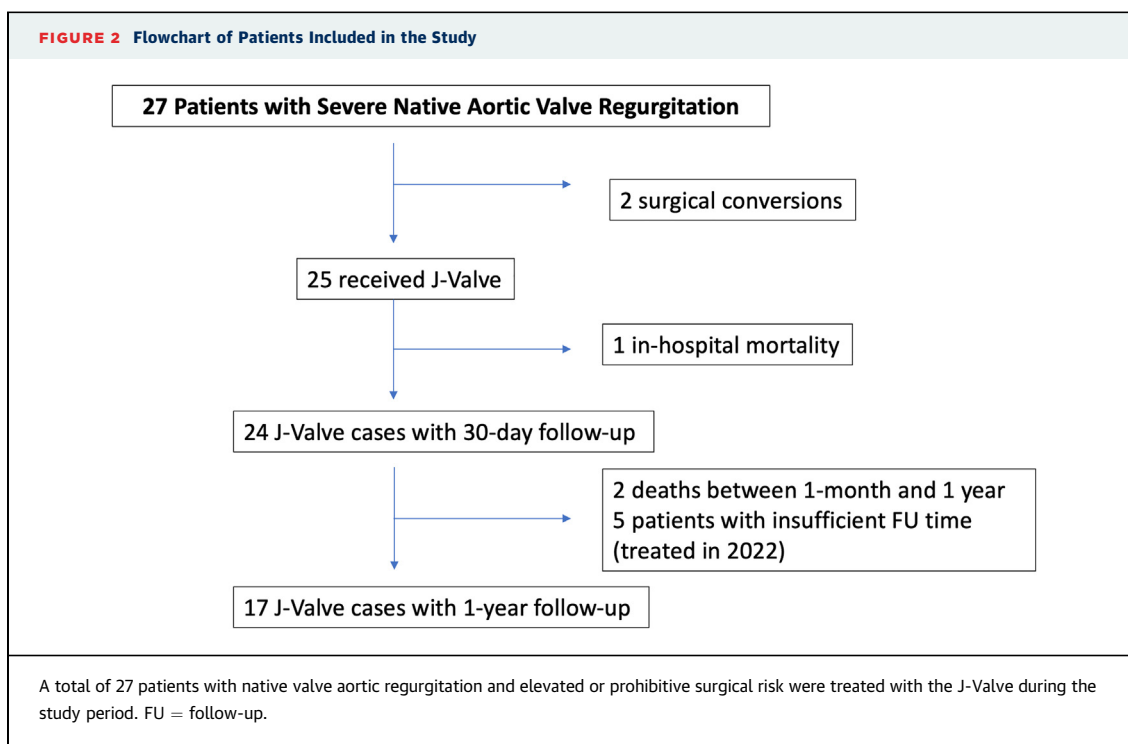 FIGURE 2 Flowchart of Patients Included in the Study
27 Patients with Severe Native Aortic Valve Regurgitation
2 surgical conversions
25 received J-Valve
1 in-hospital mortality
24 J-Valve cases with 30-day follow-up
2 deaths between 1-month and 1 year
5 patients with insufficient FU time
(treated in 2022)
17 J-Valve cases with 1-year follow-up
A total of 27 patients with native valve aortic regurgitation and elevated or prohibitive surgical risk were treated with the J-Valve during the
study period. FU = follow-up.